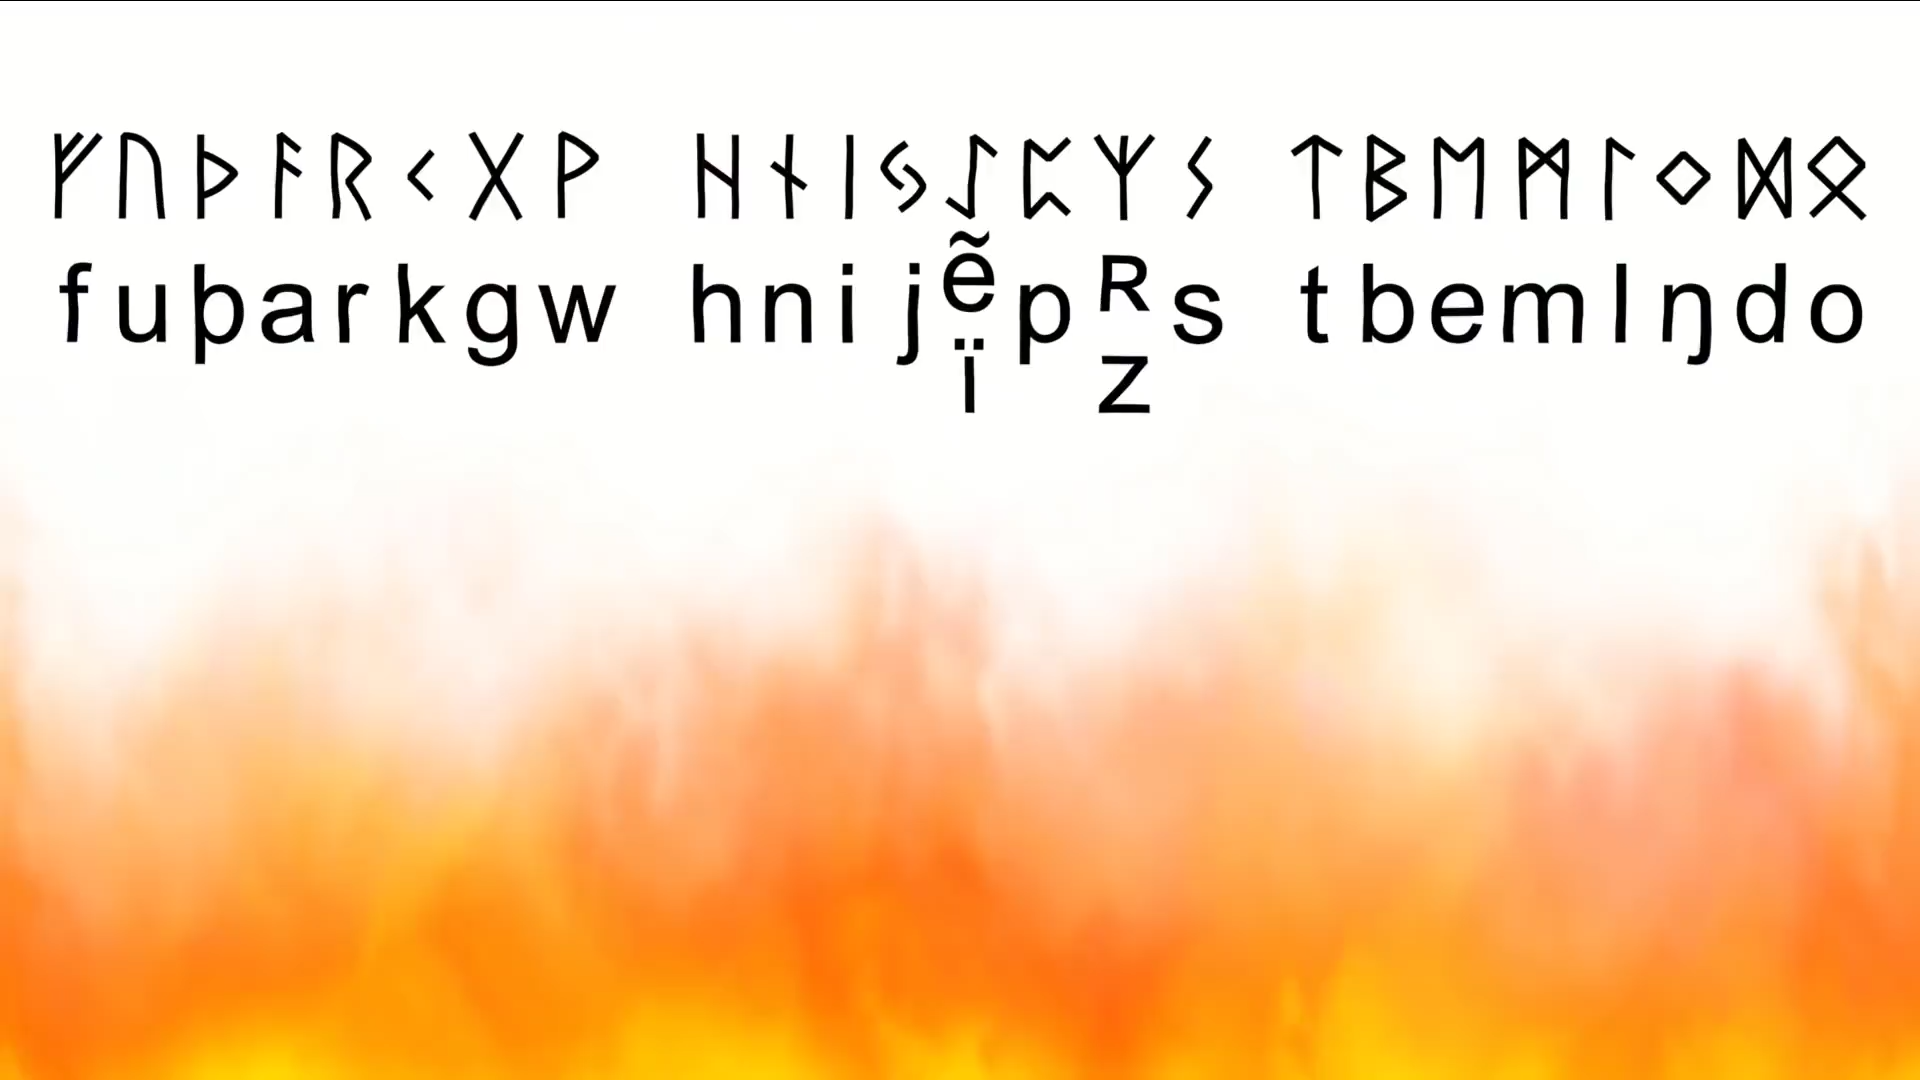 ᚠᚢᚦᚨᚱᚲᚷᚹ ᚺᚾᛁᛃᛇᛈᛉᛊ ᛏᛒᛖᛗᛚᛜᛞᛟ
fuþarkgw hnijẽpʀs tbemlŋdo
ï z